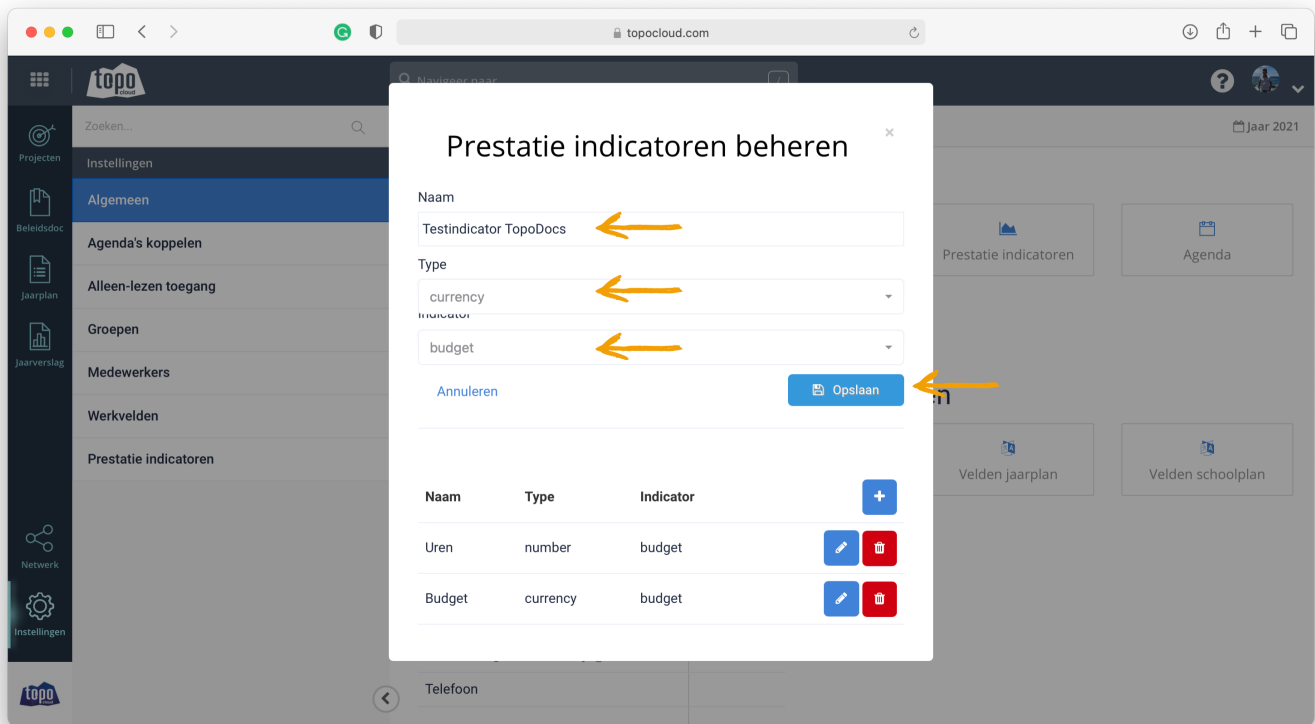 topocloud.com
topo
cloud
Navigeer naar
/
Projecten
Beleidsdoc
Jaarplan
Jaarverslag
Netwerk
Instellingen
topo
cloud
Zoeken...
Instellingen
Algemeen
Agenda's koppelen
Alleen-lezen toegang
Groepen
Medewerkers
Werkvelden
Prestatie indicatoren
Prestatie indicatoren beheren
×
Naam
Testindicator TopoDocs
Type
currency
Indicator
budget
Annuleren
Opslaan
Naam Type Indicator
Uren number budget
Budget currency budget
Telefoon
Jaar 2021
Prestatie indicatoren
Agenda
Velden jaarplan
Velden schoolplan